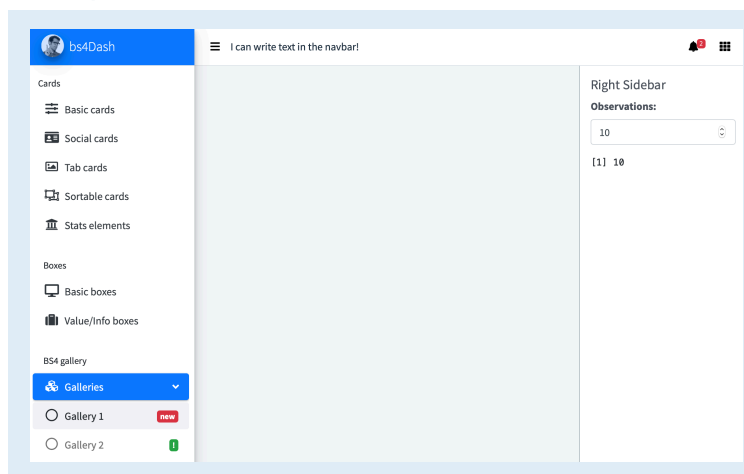 bs4Dash
I can write text in the navbar!
2
Cards
Basic cards
Social cards
Tab cards
Sortable cards
Stats elements
Boxes
Basic boxes
Value/Info boxes
BS4 gallery
Galleries
Gallery 1 new
Gallery 2 !
Right Sidebar
Observations:
10
[1] 10